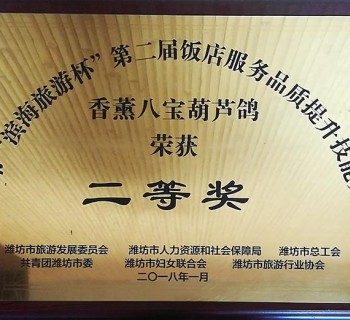 滨海旅游杯”第二届饭店服务品质提升技能
香薰八宝葫芦鸽
荣获
二等奖
潍坊市旅游发展委员会 潍坊市人力资源和社会保障局 潍坊市总工会
共青团潍坊市委 潍坊市妇女联合会 潍坊市旅游行业协会
二〇一八年一月